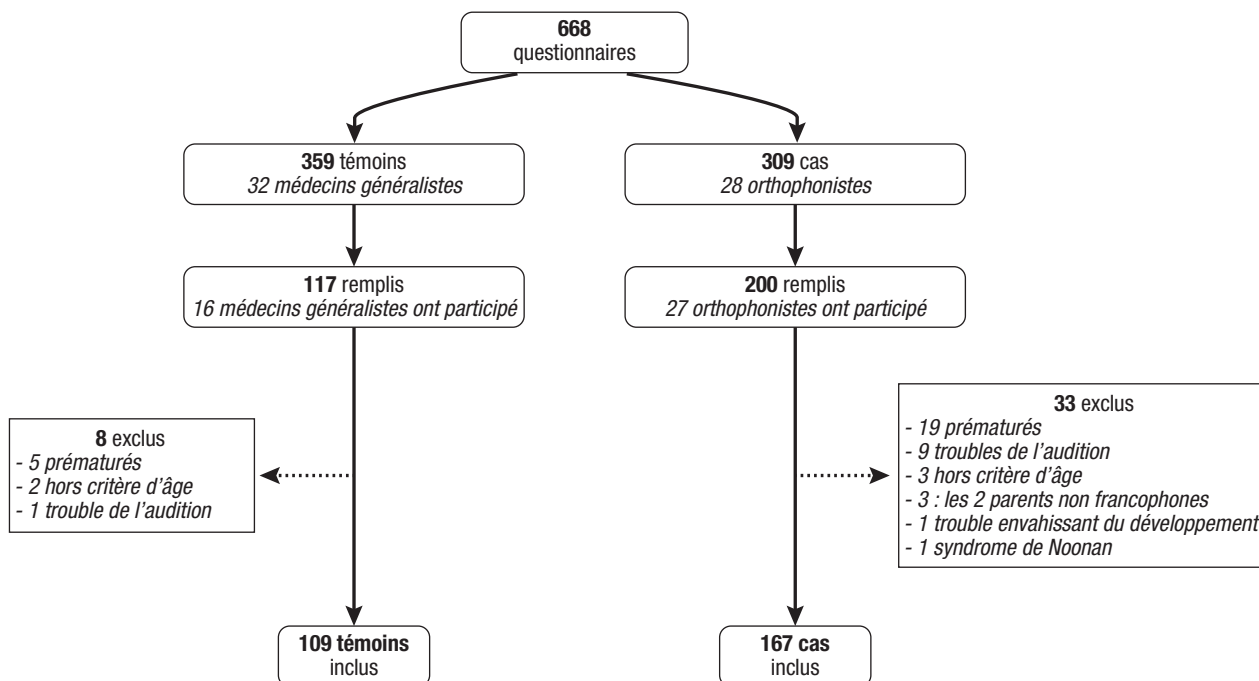 668
questionnaires
359 témoins
32 médecins généralistes
309 cas
28 orthophonistes
117 remplis
16 médecins généralistes ont participé
200 remplis
27 orthophonistes ont participé
8 exclus
- 5 prématurés
- 2 hors critère d’âge
- 1 trouble de l’audition
33 exclus
- 19 prématurés
- 9 troubles de l’audition
- 3 hors critère d’âge
- 3 : les 2 parents non francophones
- 1 trouble envahissant du développement
- 1 syndrome de Noonan
109 témoins
inclus
167 cas
inclus